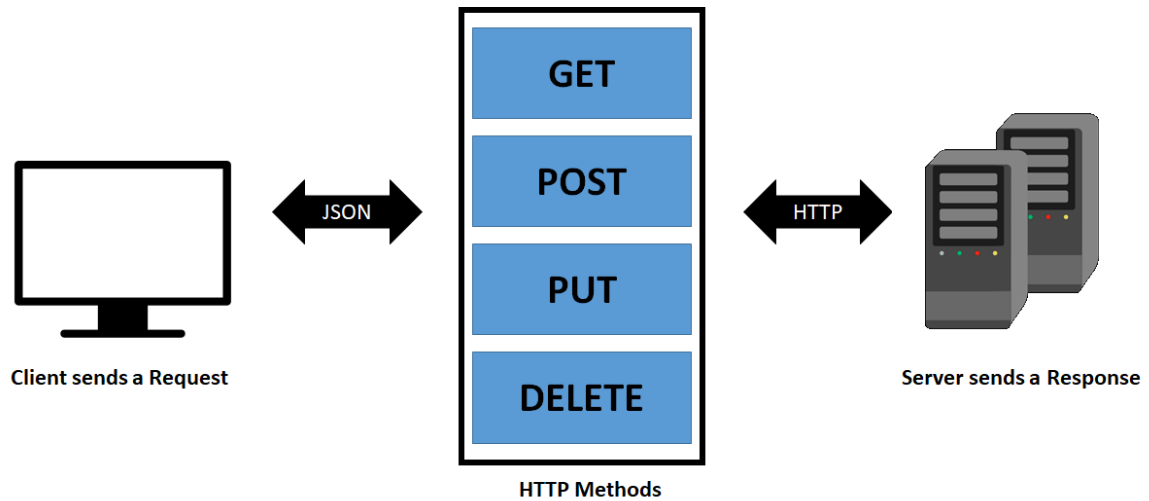 GET
POST
PUT
DELETE
JSON
HTTP
Client sends a Request
Server sends a Response
HTTP Methods